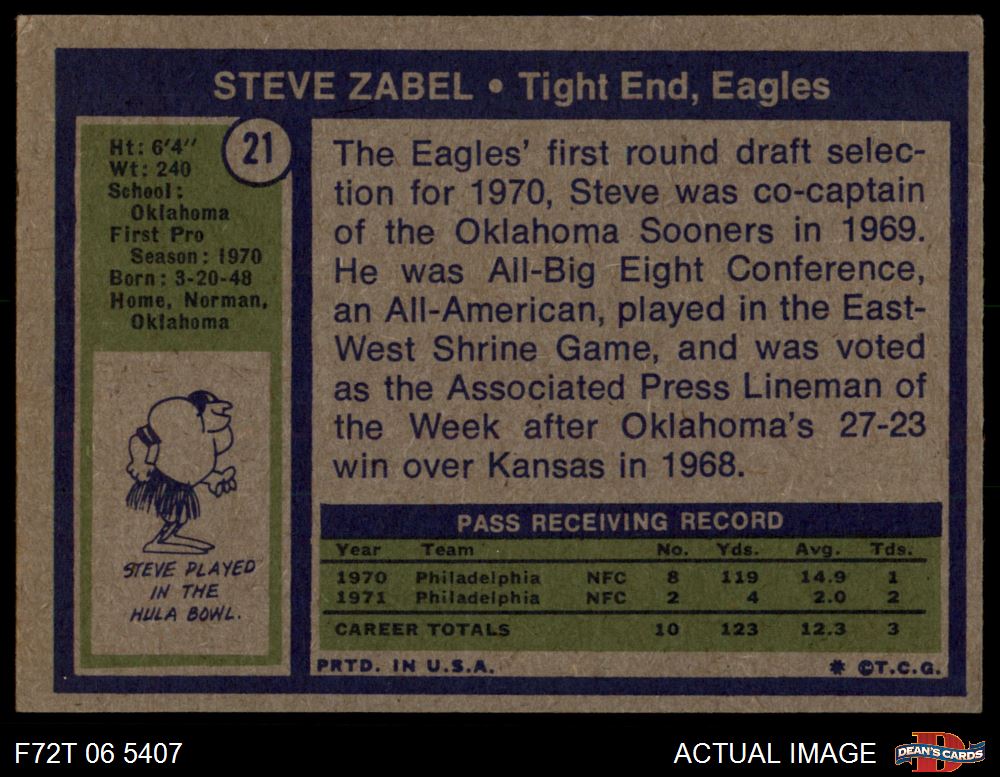 STEVE ZABEL • Tight End, Eagles
21
Ht: 6'4"
Wt: 240
School:
Oklahoma
First Pro
Season: 1970
Born: 3-20-48
Home, Norman,
Oklahoma
STEVE PLAYED
IN THE
HULA BOWL.
The Eagles' first round draft selec-
tion for 1970, Steve was co-captain
of the Oklahoma Sooners in 1969.
He was All-Big Eight Conference,
an All-American, played in the East-
West Shrine Game, and was voted
as the Associated Press Lineman of
the Week after Oklahoma's 27-23
win over Kansas in 1968.
PASS RECEIVING RECORD
Year Team No. Yds. Avg. Tds.
1970 Philadelphia NFC 8 119 14.9 1
1971 Philadelphia NFC 2 4 2.0 2
CAREER TOTALS 10 123 12.3 3
PRTD. IN U.S.A. * ©T.C.G.
F72T 06 5407 ACTUAL IMAGE D DEAN'S CARDS